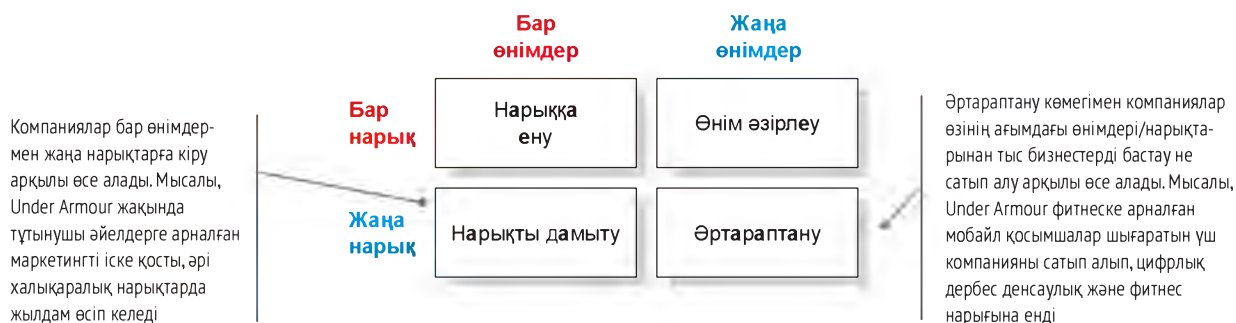 Бар
өнімдер
Жаңа
өнімдер
Бар
нарық
Нарыққа
ену
Өнім әзірлеу
Жаңа
нарық
Нарықты дамыту
Әртараптану
Компаниялар бар өнімдер-
мен жаңа нарықтарға кіру
арқылы өсе алады. Мысалы,
Under Armour жақында
тұтынушы әйелдерге арналған
маркетингті іске қосты, әрі
халықаралық нарықтарда
жылдам өсіп келеді
Әртараптану көмегімен компаниялар
өзінің ағымдағы өнімдері/нарықта-
рынан тыс бизнестерді бастау не
сатып алу арқылы өсе алады. Мысалы,
Under Armour фитнеске арналған
мобайл қосымшалар шығаратын үш
компанияны сатып алып, цифрлық
дербес денсаулық және фитнес
нарығына енді